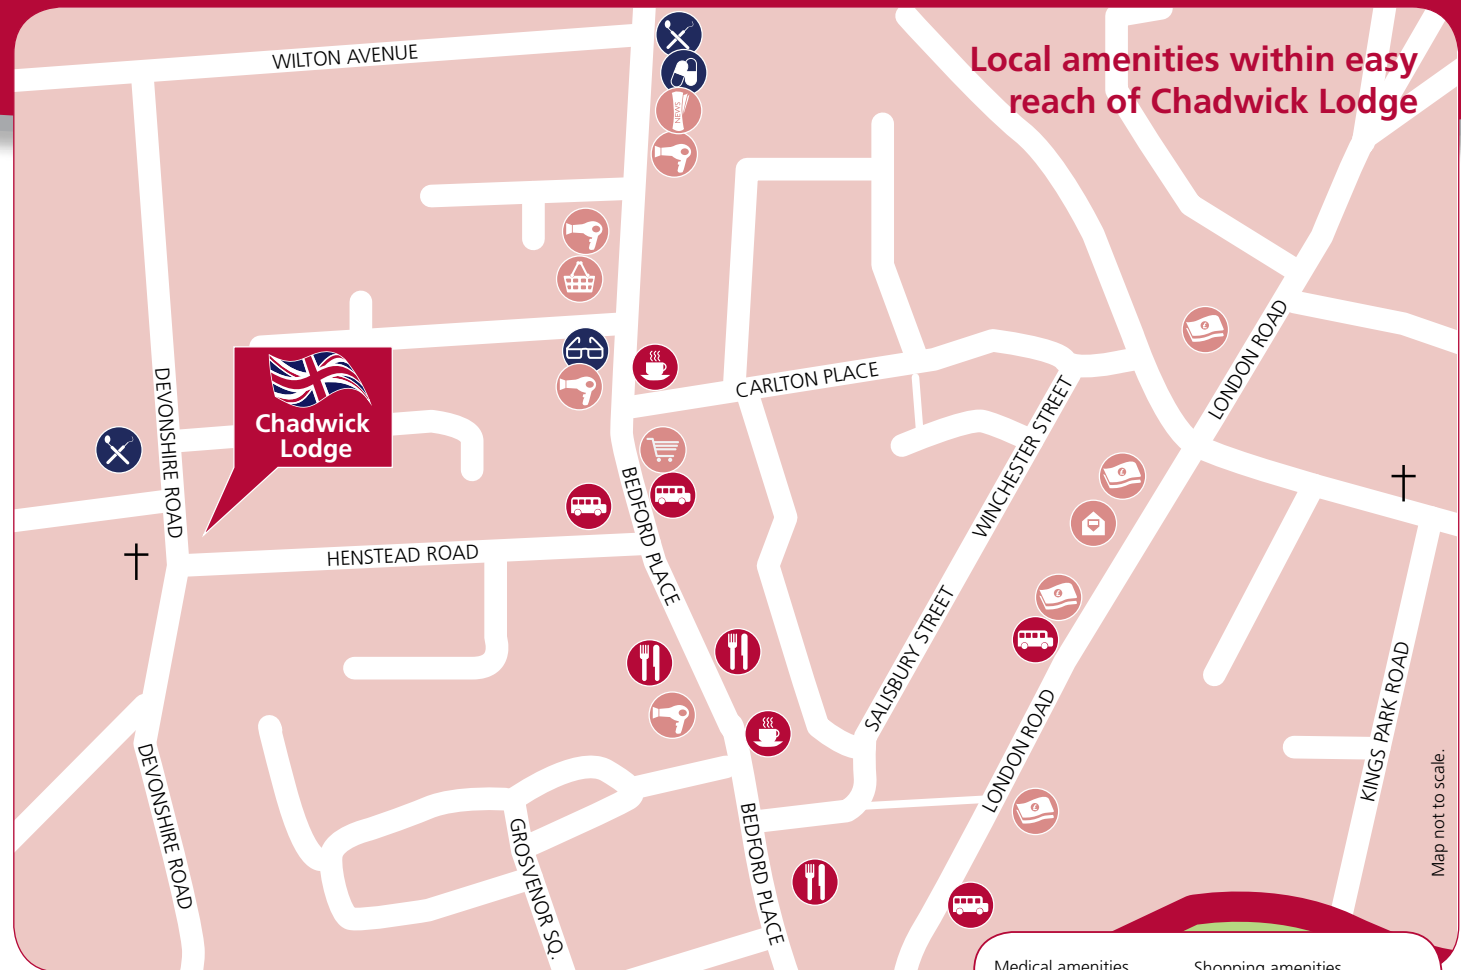 Local amenities within easy
reach of Chadwick Lodge
WILTON AVENUE
NEWS
DEVONSHIRE ROAD
Chadwick
Lodge
CARLTON PLACE
LONDON ROAD
WINCHESTER STREET
BEDFORD PLACE
HENSTEAD ROAD
SALISBURY STREET
KINGS PARK ROAD
LONDON ROAD
DEVONSHIRE ROAD
GROSVENOR SQ.
BEDFORD PLACE
Map not to scale.
Medical amenities
Shopping amenities